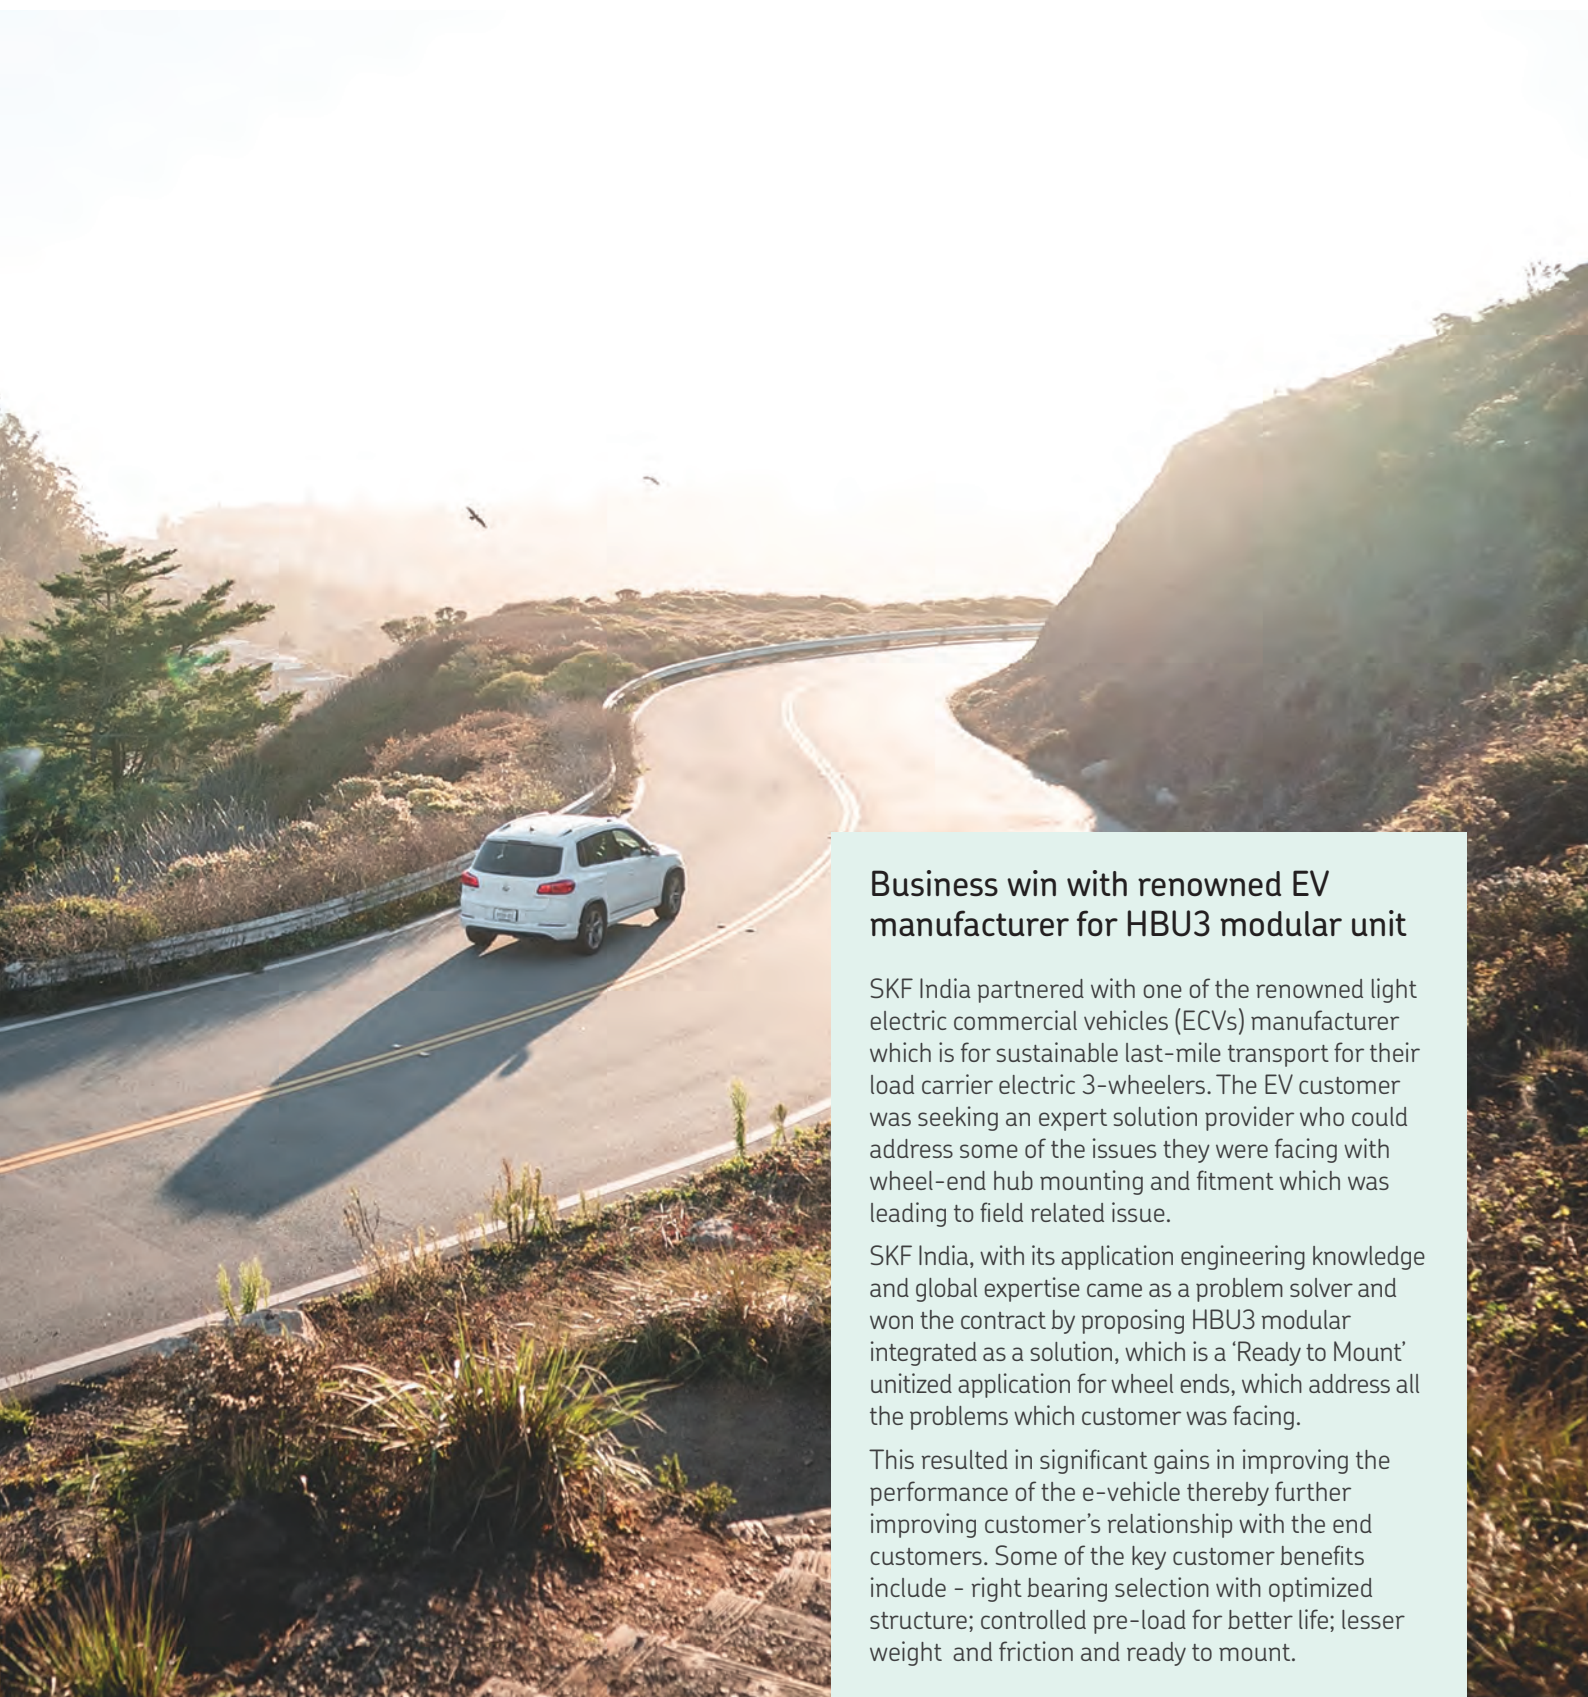 Business win with renowned EV
manufacturer for HBU3 modular unit
SKF India partnered with one of the renowned light
electric commercial vehicles (ECVs) manufacturer
which is for sustainable last-mile transport for their
load carrier electric 3-wheelers. The EV customer
was seeking an expert solution provider who could
address some of the issues they were facing with
wheel-end hub mounting and fitment which was
leading to field related issue.
SKF India, with its application engineering knowledge
and global expertise came as a problem solver and
won the contract by proposing HBU3 modular
integrated as a solution, which is a ‘Ready to Mount’
unitized application for wheel ends, which address all
the problems which customer was facing.
This resulted in significant gains in improving the
performance of the e-vehicle thereby further
improving customer’s relationship with the end
customers. Some of the key customer benefits
include - right bearing selection with optimized
structure; controlled pre-load for better life; lesser
weight  and friction and ready to mount.